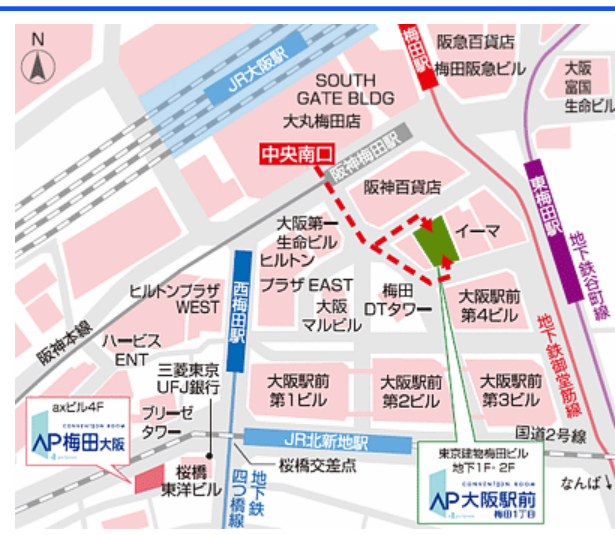 N
JR大阪駅
SOUTH
GATE BLDG
大丸梅田店
中央南口
梅田駅
阪急百貨店
梅田阪急ビル
大阪
富国
生命ビル
阪神梅田駅
阪神百貨店
イーマ
東梅田駅
地下鉄谷町線
大阪第一
生命ビル
ヒルトン
プラザ EAST
西梅田駅
ヒルトンプラザ
WEST
大阪
マルビル
梅田
DTタワー
大阪駅前
第4ビル
地下鉄御堂筋線
阪神本線
ハービス
ENT
三菱東京
UFJ銀行
大阪駅前
第1ビル
大阪駅前
第2ビル
大阪駅前
第3ビル
axビル4F
CONVENTION ROOM
AP梅田大阪
ブリーゼ
タワー
JR北新地駅
国道2号線
桜橋交差点
桜橋
東洋ビル
地下鉄
四つ橋線
東京建物梅田ビル
地下1F・2F
CONVENTION ROOM
AP大阪駅前
梅田1丁目
なんば